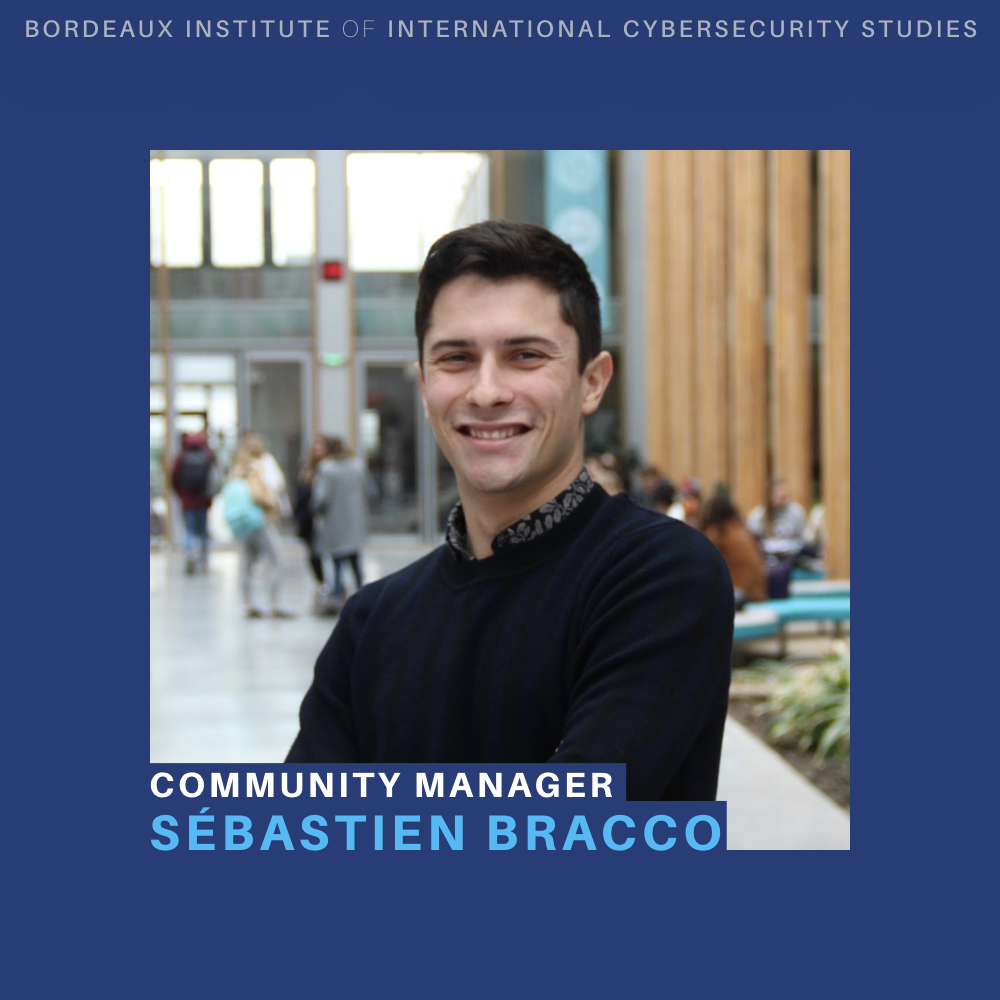 BORDEAUX INSTITUTE OF INTERNATIONAL CYBERSECURITY STUDIES
COMMUNITY MANAGER
SÉBASTIEN BRACCO